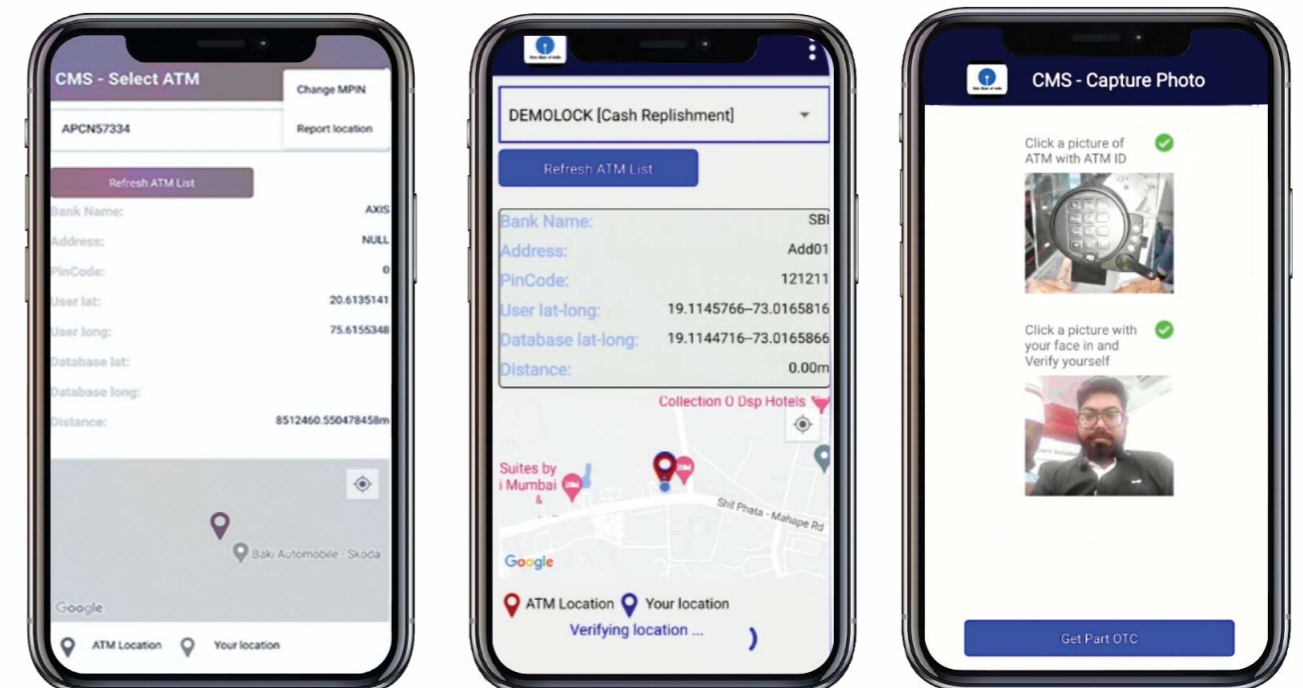 CMS - Select ATM
Change MPIN
APCN57334
Report location
Refresh ATM List
Bank Name: AXIS
Address: NULL
PinCode: 0
User lat: 20.6135141
User long: 75.6155348
Database lat:
Database long:
Distance: 8512460.550478458m
Baki Automobile - Skoda
Google
ATM Location Your location
DEMOLOCK [Cash Replishment]
Refresh ATM List
Bank Name: SBI
Address: Add01
PinCode: 121211
User lat-long: 19.1145766--73.0165816
Database lat-long: 19.1144716--73.0165866
Distance: 0.00m
Collection O Dsp Hotels
Suites by
i Mumbai
&
Shil Phata - Mahape Rd
Google
ATM Location Your location
Verifying location ...
CMS - Capture Photo
Click a picture of
ATM with ATM ID
Click a picture with
your face in and
Verify yourself
Get Part OTC